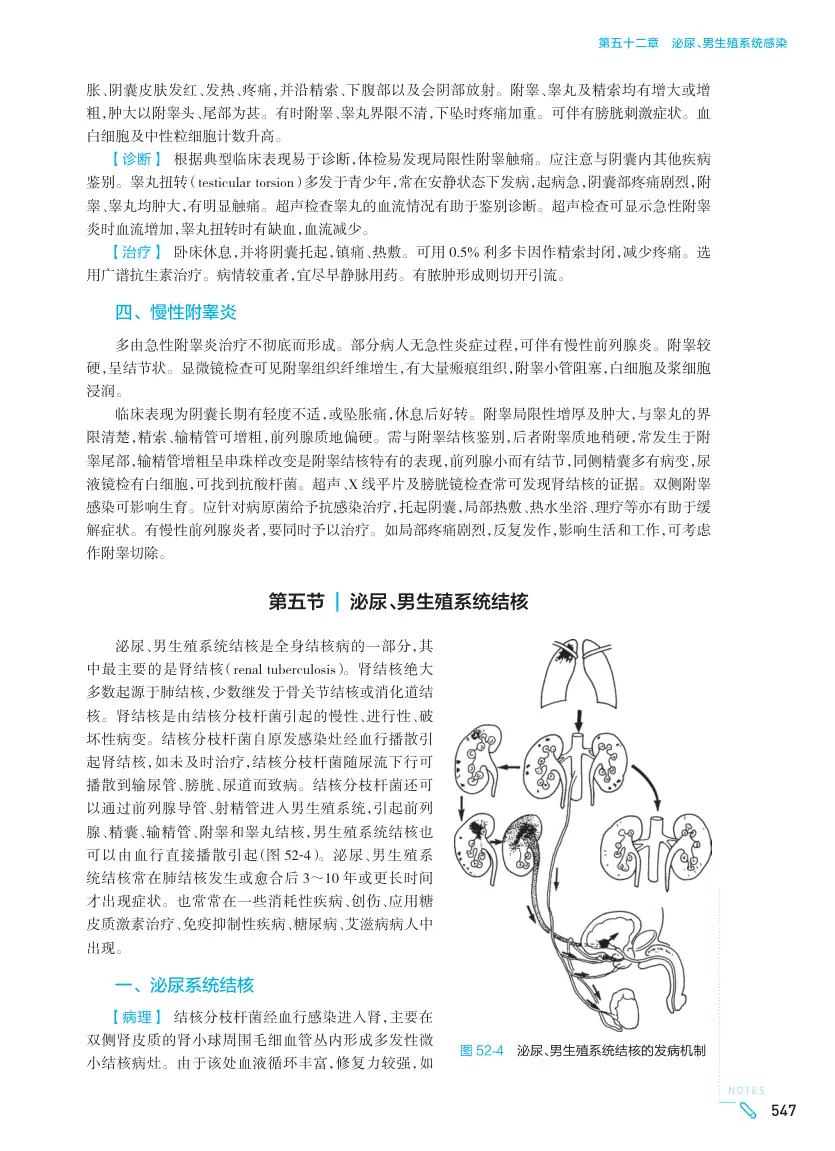 第五十二章 泌尿、男生殖系统感染
胀、阴囊皮肤发红、发热、疼痛,并沿精索、下腹部以及会阴部放射。附睾、睾丸及精索均有增大或增
粗,肿大以附睾头、尾部为甚。有时附睾、睾丸界限不清,下坠时疼痛加重。可伴有膀胱刺激症状。血
白细胞及中性粒细胞计数升高。
【诊断】 根据典型临床表现易于诊断,体检易发现局限性附睾触痛。应注意与阴囊内其他疾病
鉴别。睾丸扭转(testicular torsion)多发于青少年,常在安静状态下发病,起病急,阴囊部疼痛剧烈,附
睾、睾丸均肿大,有明显触痛。超声检查睾丸的血流情况有助于鉴别诊断。超声检查可显示急性附睾
炎时血流增加,睾丸扭转时有缺血,血流减少。
【治疗】 卧床休息,并将阴囊托起,镇痛、热敷。可用 0.5% 利多卡因作精索封闭,减少疼痛。选
用广谱抗生素治疗。病情较重者,宜尽早静脉用药。有脓肿形成则切开引流。
四、慢性附睾炎
多由急性附睾炎治疗不彻底而形成。部分病人无急性炎症过程,可伴有慢性前列腺炎。附睾较
硬,呈结节状。显微镜检查可见附睾组织纤维增生,有大量瘢痕组织,附睾小管阻塞,白细胞及浆细胞
浸润。
临床表现为阴囊长期有轻度不适,或坠胀痛,休息后好转。附睾局限性增厚及肿大,与睾丸的界
限清楚,精索、输精管可增粗,前列腺质地偏硬。需与附睾结核鉴别,后者附睾质地稍硬,常发生于附
睾尾部,输精管增粗呈串珠样改变是附睾结核特有的表现,前列腺小而有结节,同侧精囊多有病变,尿
液镜检有白细胞,可找到抗酸杆菌。超声、X 线平片及膀胱镜检查常可发现肾结核的证据。双侧附睾
感染可影响生育。应针对病原菌给予抗感染治疗,托起阴囊,局部热敷、热水坐浴、理疗等亦有助于缓
解症状。有慢性前列腺炎者,要同时予以治疗。如局部疼痛剧烈,反复发作,影响生活和工作,可考虑
作附睾切除。
第五节 | 泌尿、男生殖系统结核
泌尿、男生殖系统结核是全身结核病的一部分,其
中最主要的是肾结核(renal tuberculosis)。肾结核绝大
多数起源于肺结核,少数继发于骨关节结核或消化道结
核。肾结核是由结核分枝杆菌引起的慢性、进行性、破
坏性病变。结核分枝杆菌自原发感染灶经血行播散引
起肾结核,如未及时治疗,结核分枝杆菌随尿流下行可
播散到输尿管、膀胱、尿道而致病。结核分枝杆菌还可
以通过前列腺导管、射精管进入男生殖系统,引起前列
腺、精囊、输精管、附睾和睾丸结核,男生殖系统结核也
可以由血行直接播散引起(图 52-4)。泌尿、男生殖系
统结核常在肺结核发生或愈合后 3～10 年或更长时间
才出现症状。也常常在一些消耗性疾病、创伤、应用糖
皮质激素治疗、免疫抑制性疾病、糖尿病、艾滋病病人中
出现。
一、泌尿系统结核
【病理】 结核分枝杆菌经血行感染进入肾,主要在
双侧肾皮质的肾小球周围毛细血管丛内形成多发性微
小结核病灶。由于该处血液循环丰富,修复力较强,如
图 52-4 泌尿、男生殖系统结核的发病机制
NOTES
547